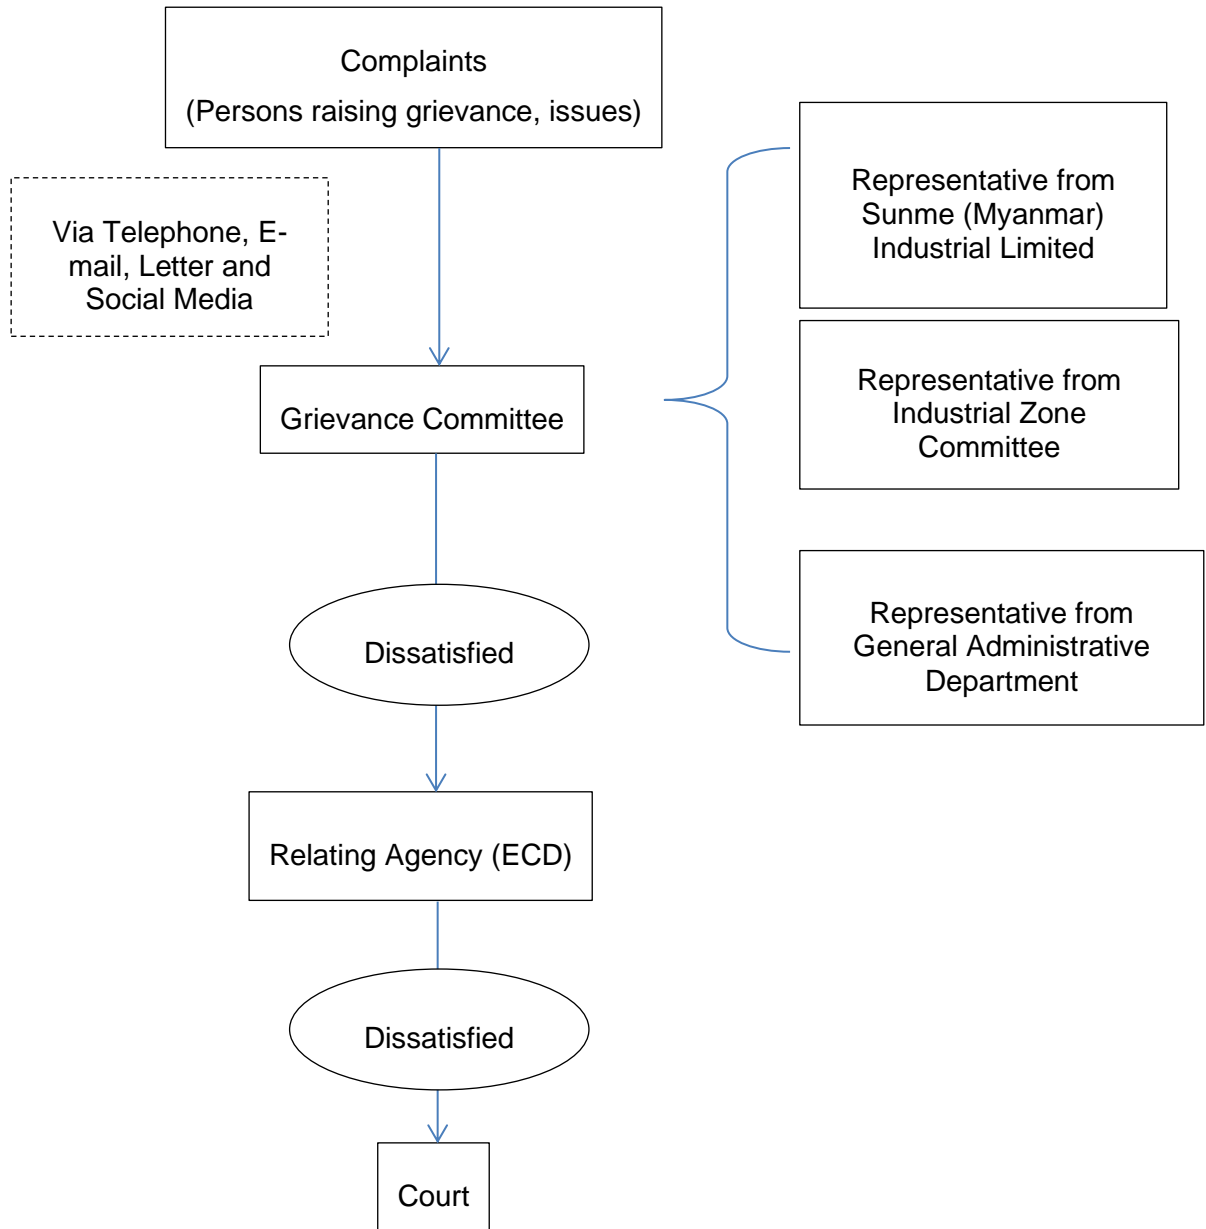 Complaints
(Persons raising grievance, issues)
Via Telephone, E-
mail, Letter and
Social Media
Grievance Committee
Representative from
Sunme (Myanmar)
Industrial Limited
Representative from
Industrial Zone
Committee
Representative from
General Administrative
Department
Dissatisfied
Relating Agency (ECD)
Dissatisfied
Court